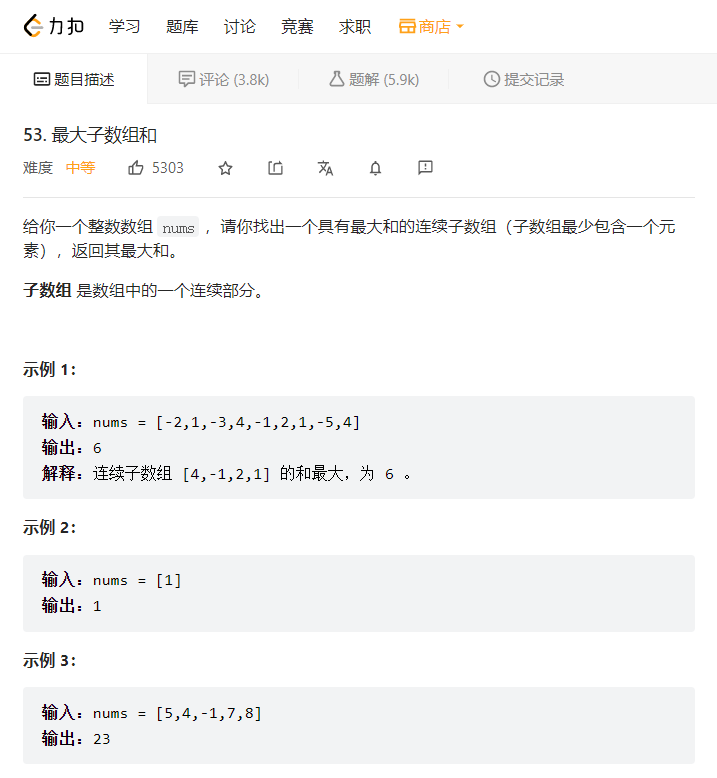 力扣 学习 题库 讨论 竞赛 求职 商店
题目描述 评论 (3.8k) 题解 (5.9k) 提交记录
53. 最大子数组和
难度 中等 5303
给你一个整数数组 nums ，请你找出一个具有最大和的连续子数组（子数组最少包含一个元
素），返回其最大和。
子数组 是数组中的一个连续部分。
示例 1：
输入：nums = [-2,1,-3,4,-1,2,1,-5,4]
输出：6
解释：连续子数组 [4,-1,2,1] 的和最大，为 6 。
示例 2：
输入：nums = [1]
输出：1
示例 3：
输入：nums = [5,4,-1,7,8]
输出：23